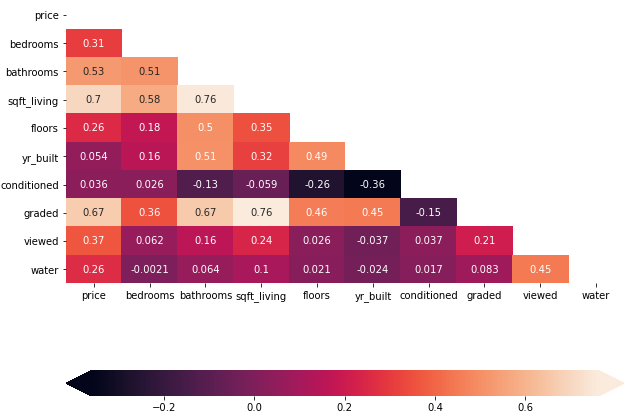 price
bedrooms 0.31
bathrooms 0.53 0.51
sqft_living 0.7 0.58 0.76
floors 0.26 0.18 0.5 0.35
yr_built 0.054 0.16 0.51 0.32 0.49
conditioned 0.036 0.026 -0.13 -0.059 -0.26 -0.36
graded 0.67 0.36 0.67 0.76 0.46 0.45 -0.15
viewed 0.37 0.062 0.16 0.24 0.026 -0.037 0.037 0.21
water 0.26 -0.0021 0.064 0.1 0.021 -0.024 0.017 0.083 0.45
price bedrooms bathrooms sqft_living floors yr_built conditioned graded viewed water
−0.2 0.0 0.2 0.4 0.6